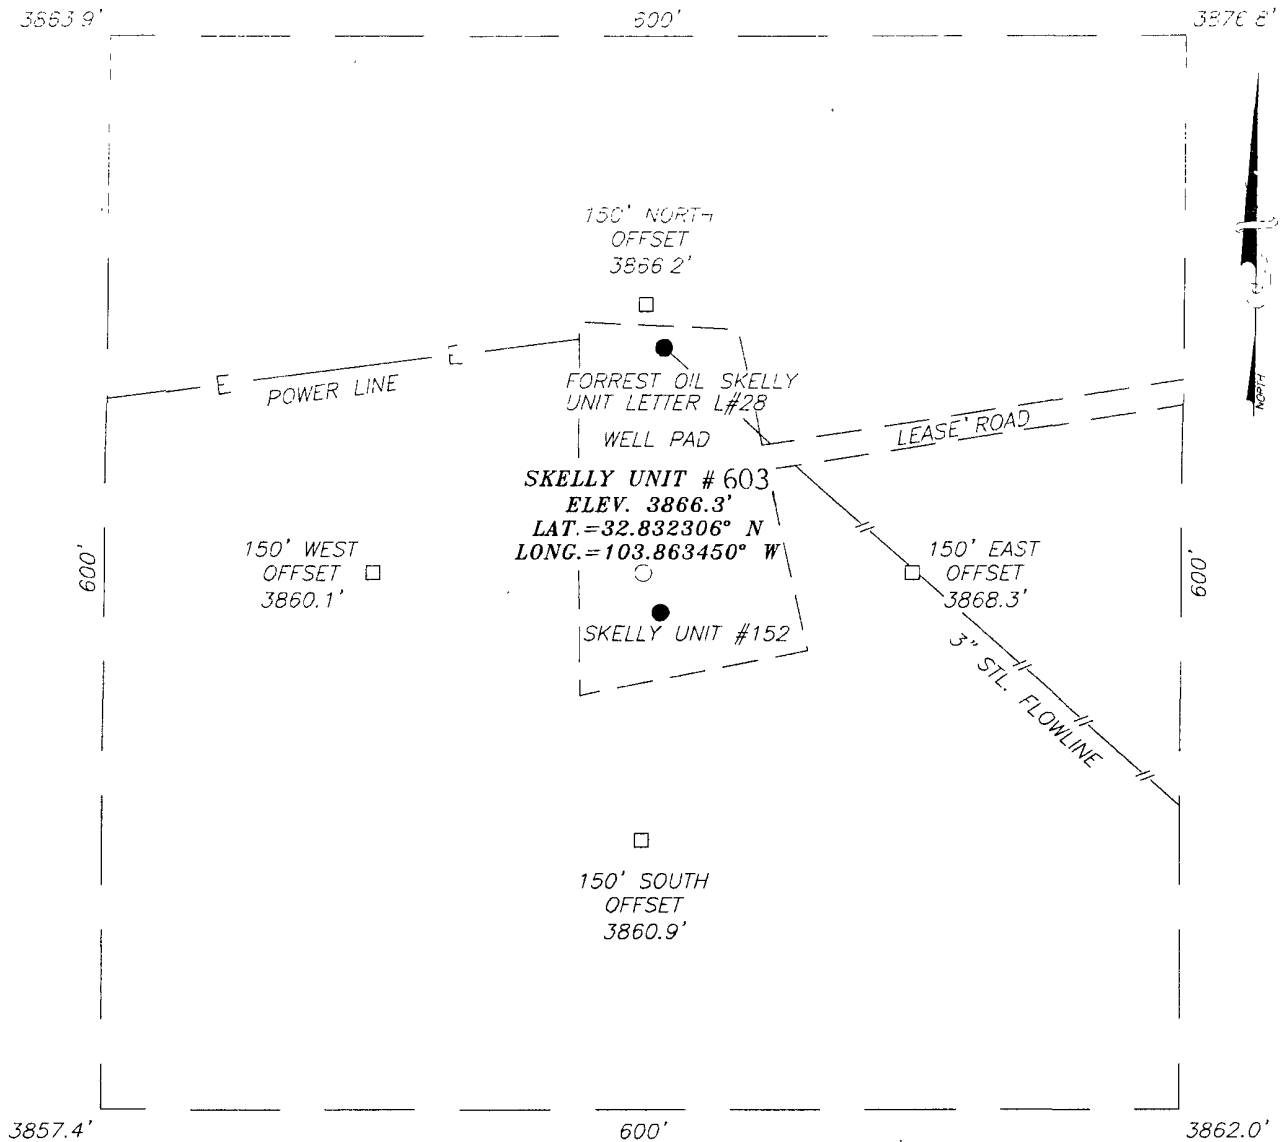 3863.9' 600' 3876.8'
150' NORTH
OFFSET
3866.2'
E E
POWER LINE
FORREST OIL SKELLY
UNIT LETTER L#28
NORTH
LEASE ROAD
WELL PAD
SKELLY UNIT #603
ELEV. 3866.3'
LAT.=32.832306° N
LONG.=103.863450° W
600'
150' WEST
OFFSET
3860.1'
150' EAST
OFFSET
3868.3'
600'
SKELLY UNIT #152
3" STL. FLOWLINE
150' SOUTH
OFFSET
3860.9'
3857.4' 600' 3862.0'